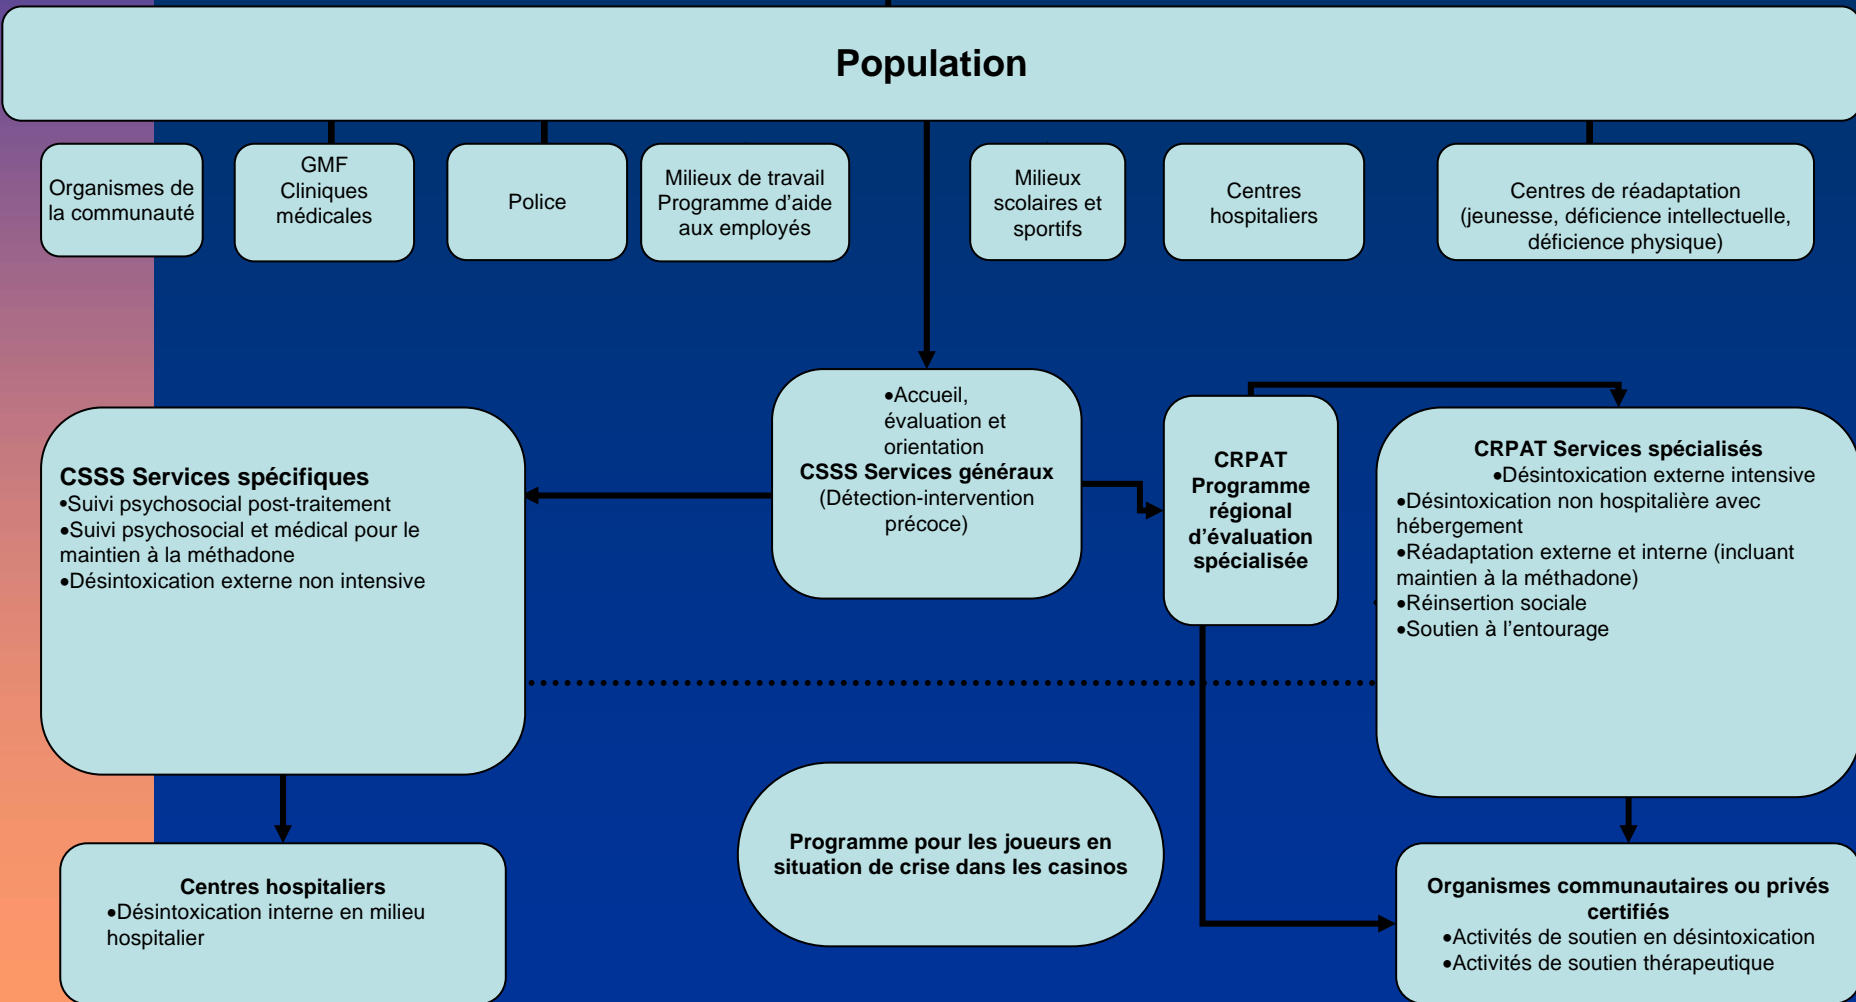 Population
Organismes de
la communauté
GMF
Cliniques
médicales
Police
Milieux de travail
Programme d'aide
aux employés
Milieux
scolaires et
sportifs
Centres
hospitaliers
Centres de réadaptation
(jeunesse, déficience intellectuelle,
déficience physique)
CSSS Services spécifiques
•Suivi psychosocial post-traitement
•Suivi psychosocial et médical pour le
maintien à la méthadone
•Désintoxication externe non intensive
•Accueil,
évaluation et
orientation
CSSS Services généraux
(Détection-intervention
précoce)
CRPAT
Programme
régional
d'évaluation
spécialisée
CRPAT Services spécialisés
•Désintoxication externe intensive
•Désintoxication non hospitalière avec
hébergement
•Réadaptation externe et interne (incluant
maintien à la méthadone)
•Réinsertion sociale
•Soutien à l'entourage
Centres hospitaliers
•Désintoxication interne en milieu
hospitalier
Programme pour les joueurs en
situation de crise dans les casinos
Organismes communautaires ou privés
certifiés
•Activités de soutien en désintoxication
•Activités de soutien thérapeutique